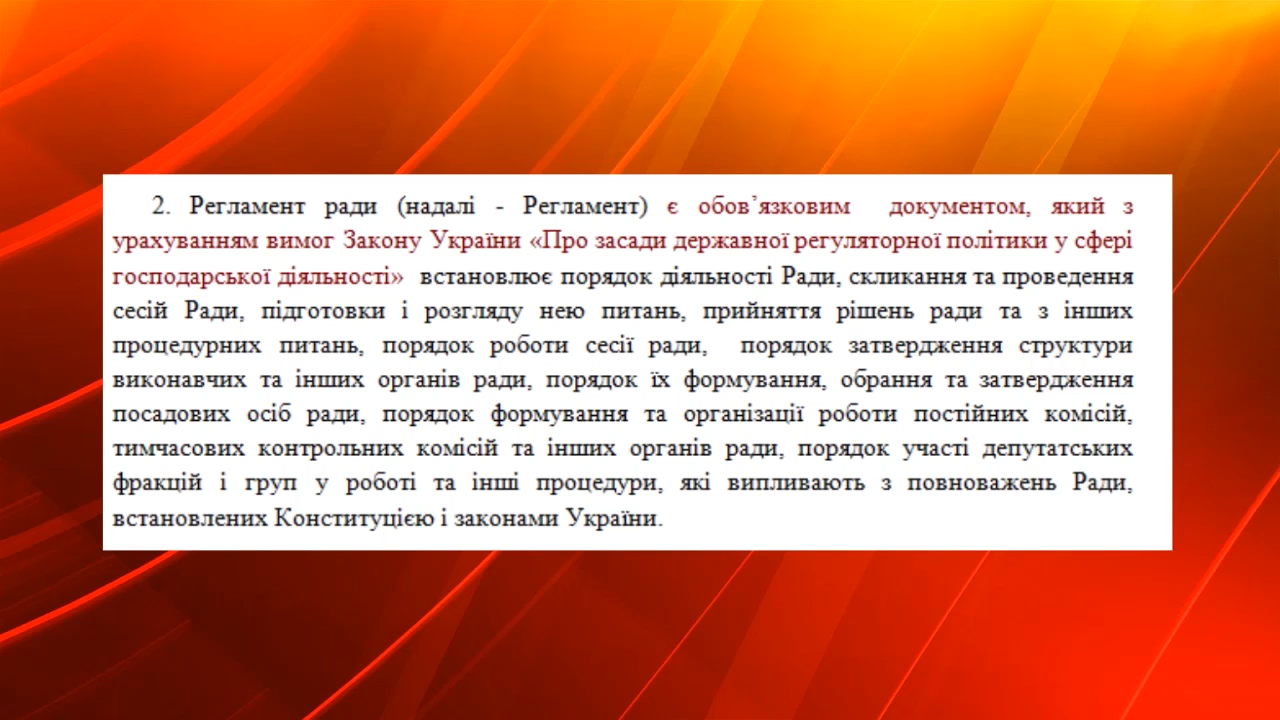 2. Регламент ради (надалі - Регламент) є обов’язковим документом, який з
урахуванням вимог Закону України «Про засади державної регуляторної політики у сфері
господарської діяльності» встановлює порядок діяльності Ради, скликання та проведення
сесій Ради, підготовки і розгляду нею питань, прийняття рішень ради та з інших
процедурних питань, порядок роботи сесії ради, порядок затвердження структури
виконавчих та інших органів ради, порядок їх формування, обрання та затвердження
посадових осіб ради, порядок формування та організації роботи постійних комісій,
тимчасових контрольних комісій та інших органів ради, порядок участі депутатських
фракцій і груп у роботі та інші процедури, які випливають з повноважень Ради,
встановлених Конституцією і законами України.